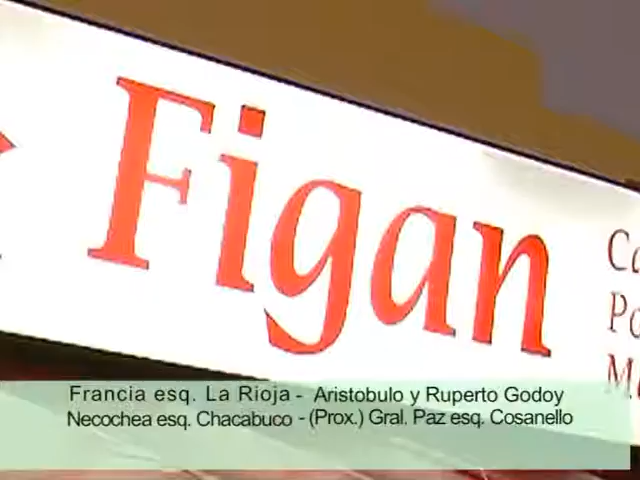 Figan
Francia esq. La Rioja - Aristobulo y Ruperto Godoy
Necochea esq. Chacabuco - (Prox.) Gral. Paz esq. Cosanello